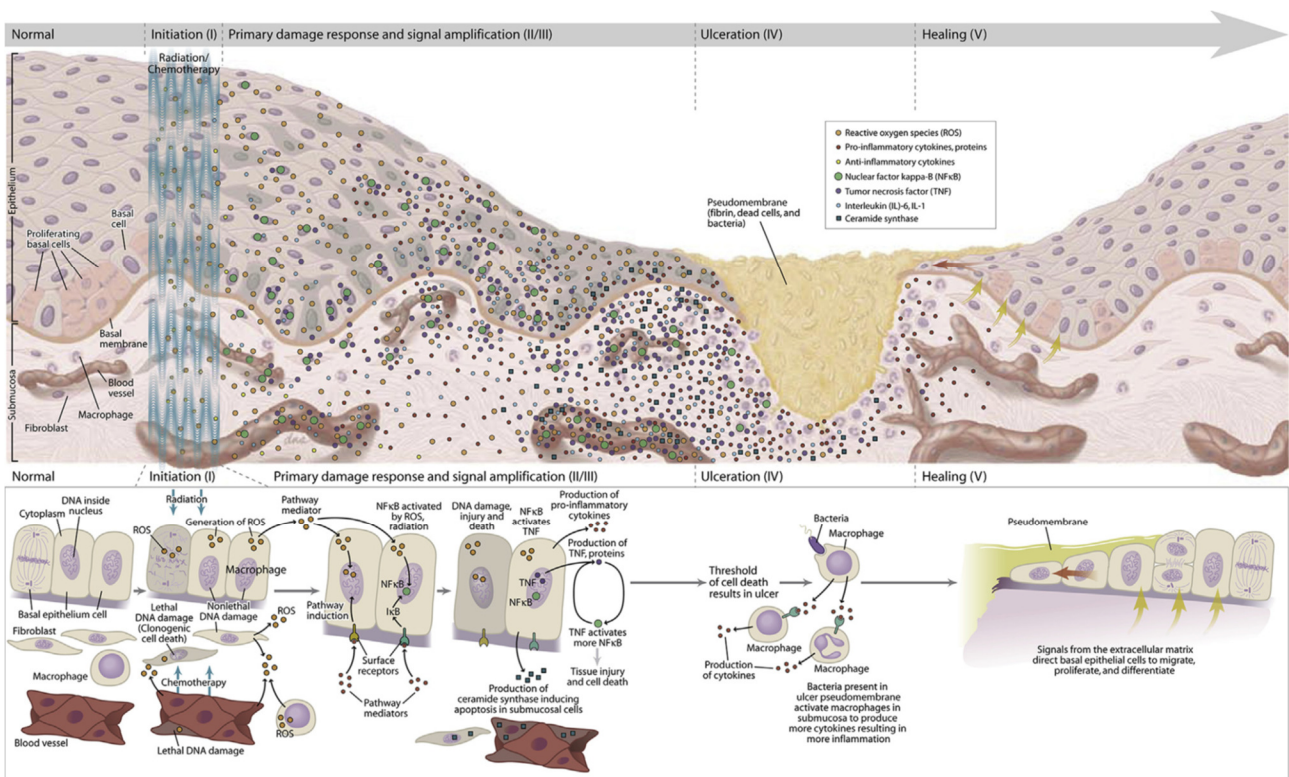 Normal
Initiation (I)
Primary damage response and signal amplification (II/III)
Ulceration (IV)
Healing (V)
Radiation/
Chemotherapy
Epithelium
Submucosa
Basal
cell
Proliferating
basal cells
Basal
membrane
Blood
vessel
Macrophage
Fibroblast
Pseudomembrane
(fibrin, dead cells, and
bacteria)
Reactive oxygen species (ROS)
Pro-inflammatory cytokines, proteins
Anti-inflammatory cytokines
Nuclear factor kappa-B (NFκB)
Tumor necrosis factor (TNF)
Interleukin (IL)-6, IL-1
Ceramide synthase
Normal
Initiation (I)
Primary damage response and signal amplification (II/III)
Ulceration (IV)
Healing (V)
Cytoplasm
DNA inside
nucleus
Basal epithelium cell
Fibroblast
Macrophage
Blood vessel
Radiation
ROS
Generation of ROS
Macrophage
Lethal
DNA damage
(Clonogenic
cell death)
Nonlethal
DNA damage
ROS
Chemotherapy
ROS
Lethal DNA damage
Pathway
mediator
NFκB activated
by ROS,
radiation
NFκB
IκB
Pathway
induction
Surface
receptors
Pathway
mediators
DNA damage,
injury and
death
NFκB
activates
TNF
TNF
NFκB
Production of
pro-inflammatory
cytokines
Production of
TNF, proteins
TNF activates
more NFκB
Tissue injury
and cell death
Production of
ceramide synthase inducing
apoptosis in submucosal cells
Threshold
of cell death
results in ulcer
Bacteria
Macrophage
Macrophage
Production
of cytokines
Macrophage
Bacteria present in
ulcer pseudomembrane
activate macrophages in
submucosa to produce
more cytokines resulting in
more inflammation
Pseudomembrane
Signals from the extracellular matrix
direct basal epithelial cells to migrate,
proliferate, and differentiate